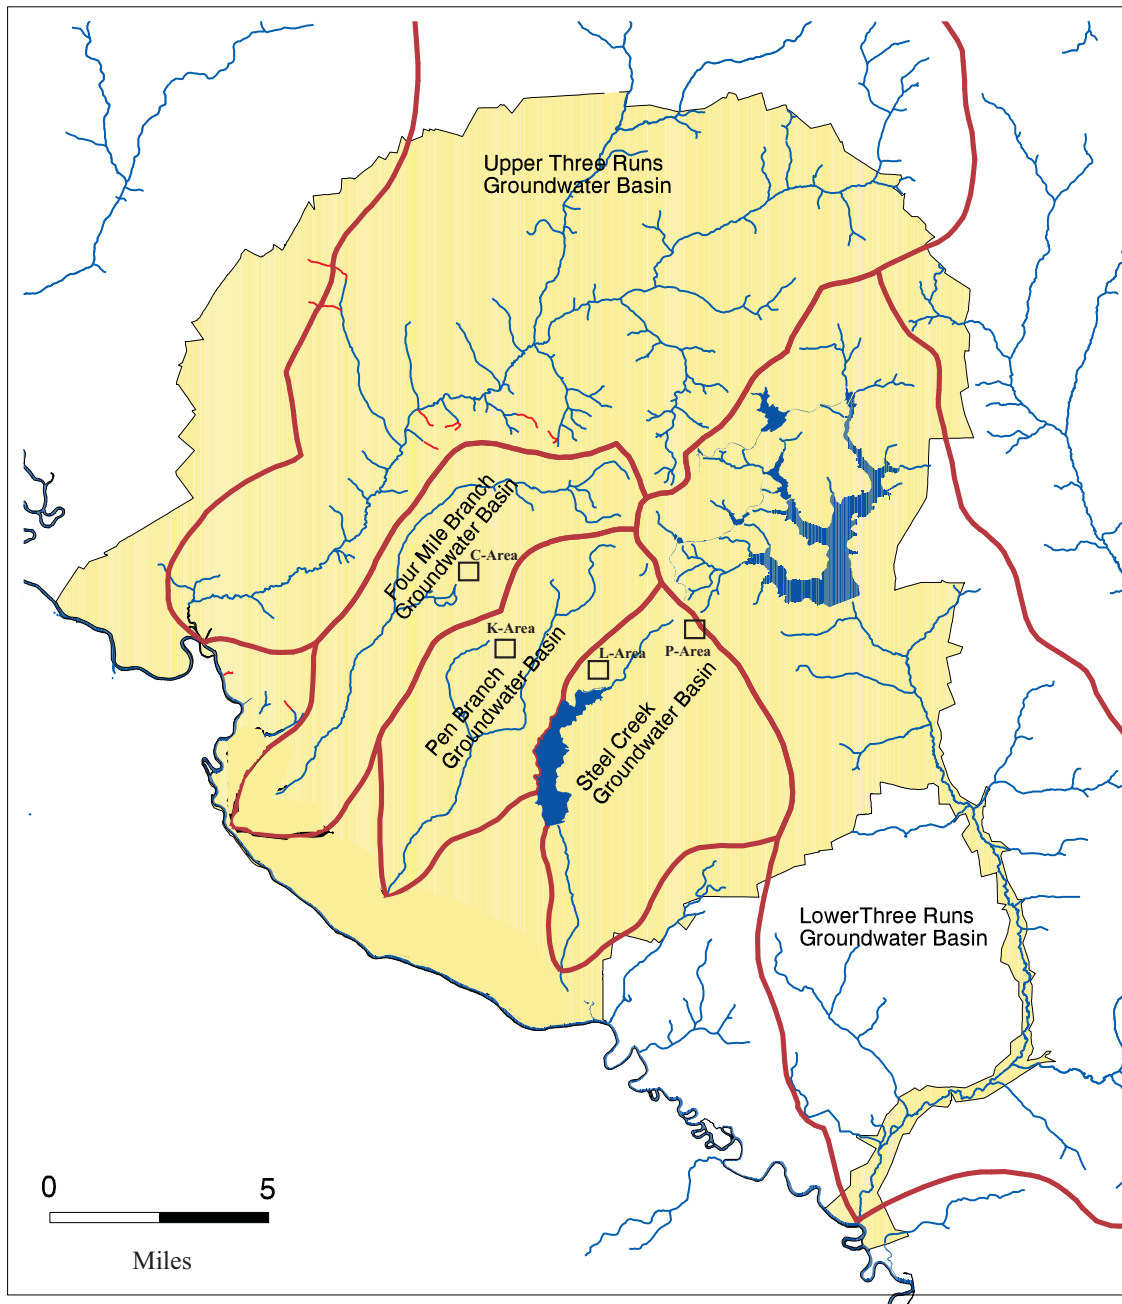 Upper Three Runs
Groundwater Basin
Four Mile Branch
Groundwater Basin
C-Area
K-Area
L-Area
P-Area
Pen Branch
Groundwater Basin
Steel Creek
Groundwater Basin
LowerThree Runs
Groundwater Basin
0 5
Miles